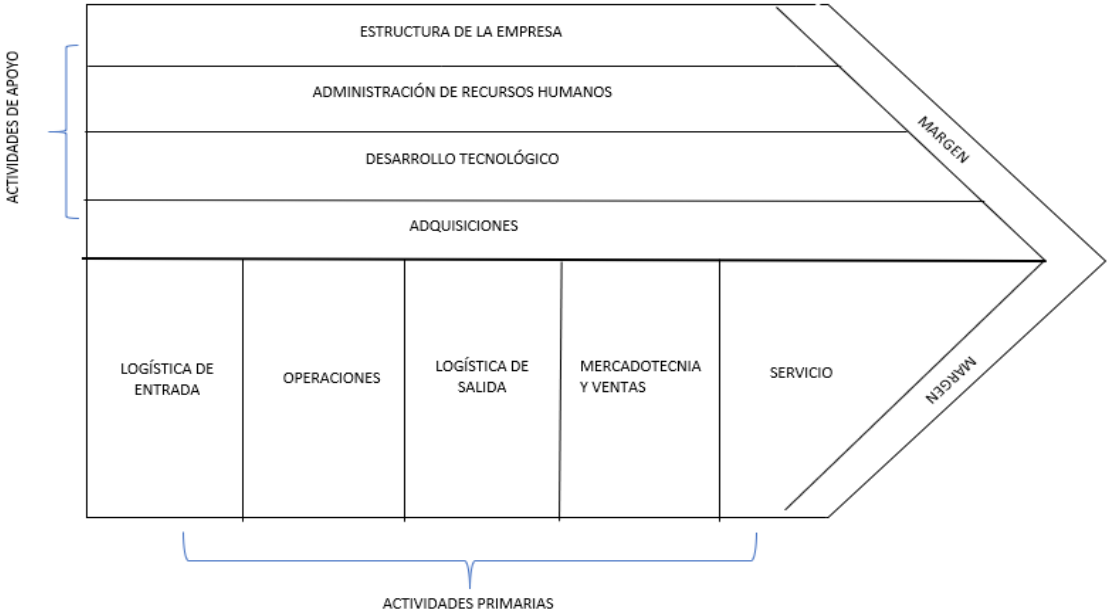 ACTIVIDADES DE APOYO
ESTRUCTURA DE LA EMPRESA
ADMINISTRACIÓN DE RECURSOS HUMANOS
DESARROLLO TECNOLÓGICO
ADQUISICIONES
MARGEN
LOGÍSTICA DE
ENTRADA
OPERACIONES
LOGÍSTICA DE
SALIDA
MERCADOTECNIA
Y VENTAS
SERVICIO
MARGEN
ACTIVIDADES PRIMARIAS